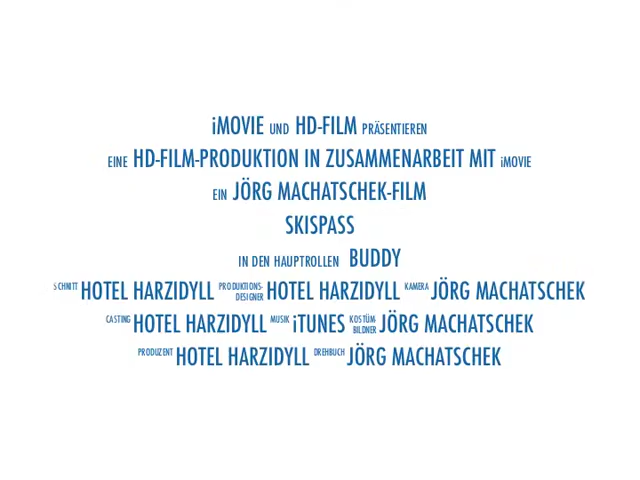 iMOVIE UND HD-FILM PRÄSENTIEREN
EINE HD-FILM-PRODUKTION IN ZUSAMMENARBEIT MIT iMOVIE
EIN JÖRG MACHATSCHEK-FILM
SKISPASS
IN DEN HAUPTROLLEN BUDDY
SCHNITT HOTEL HARZIDYLL PRODUKTIONS-DESIGNER HOTEL HARZIDYLL KAMERA JÖRG MACHATSCHEK
CASTING HOTEL HARZIDYLL MUSIK iTUNES KOSTÜM-BILDNER JÖRG MACHATSCHEK
PRODUZENT HOTEL HARZIDYLL DREHBUCH JÖRG MACHATSCHEK